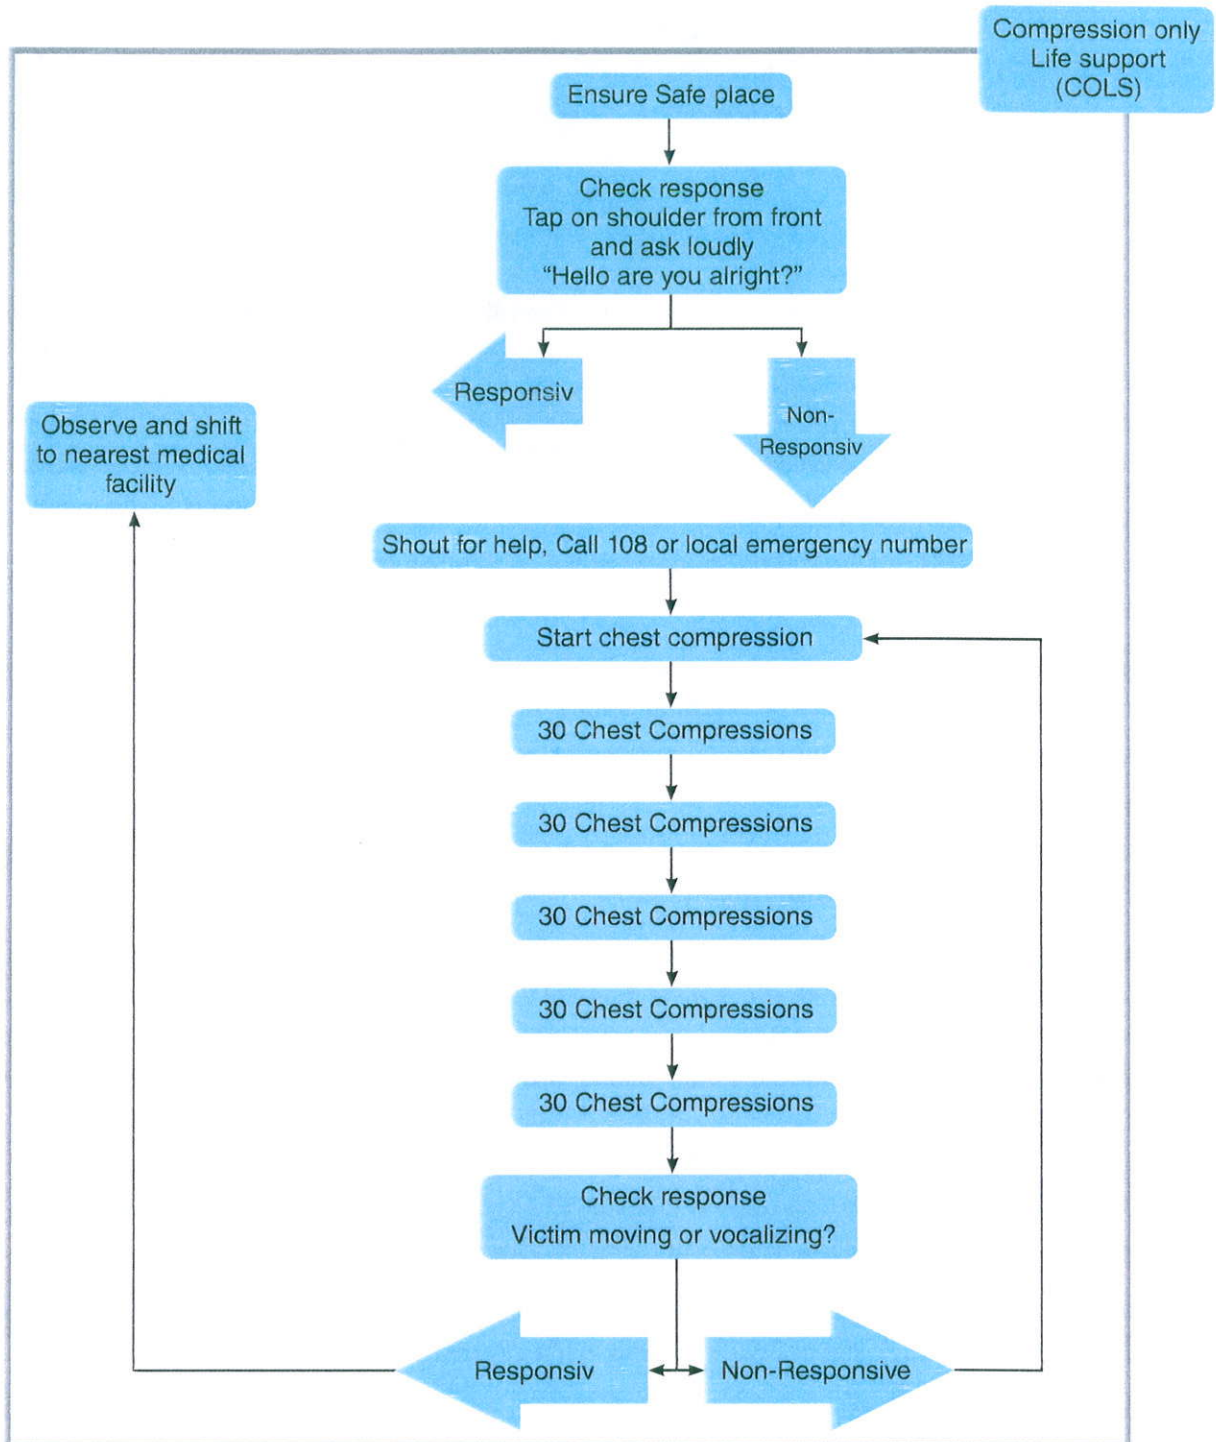 Compression only
Life support
(COLS)
Ensure Safe place
Check response
Tap on shoulder from front
and ask loudly
“Hello are you alright?”
Responsiv
Non-
Responsiv
Observe and shift
to nearest medical
facility
Shout for help, Call 108 or local emergency number
Start chest compression
30 Chest Compressions
30 Chest Compressions
30 Chest Compressions
30 Chest Compressions
30 Chest Compressions
Check response
Victim moving or vocalizing?
Responsiv
Non-Responsive